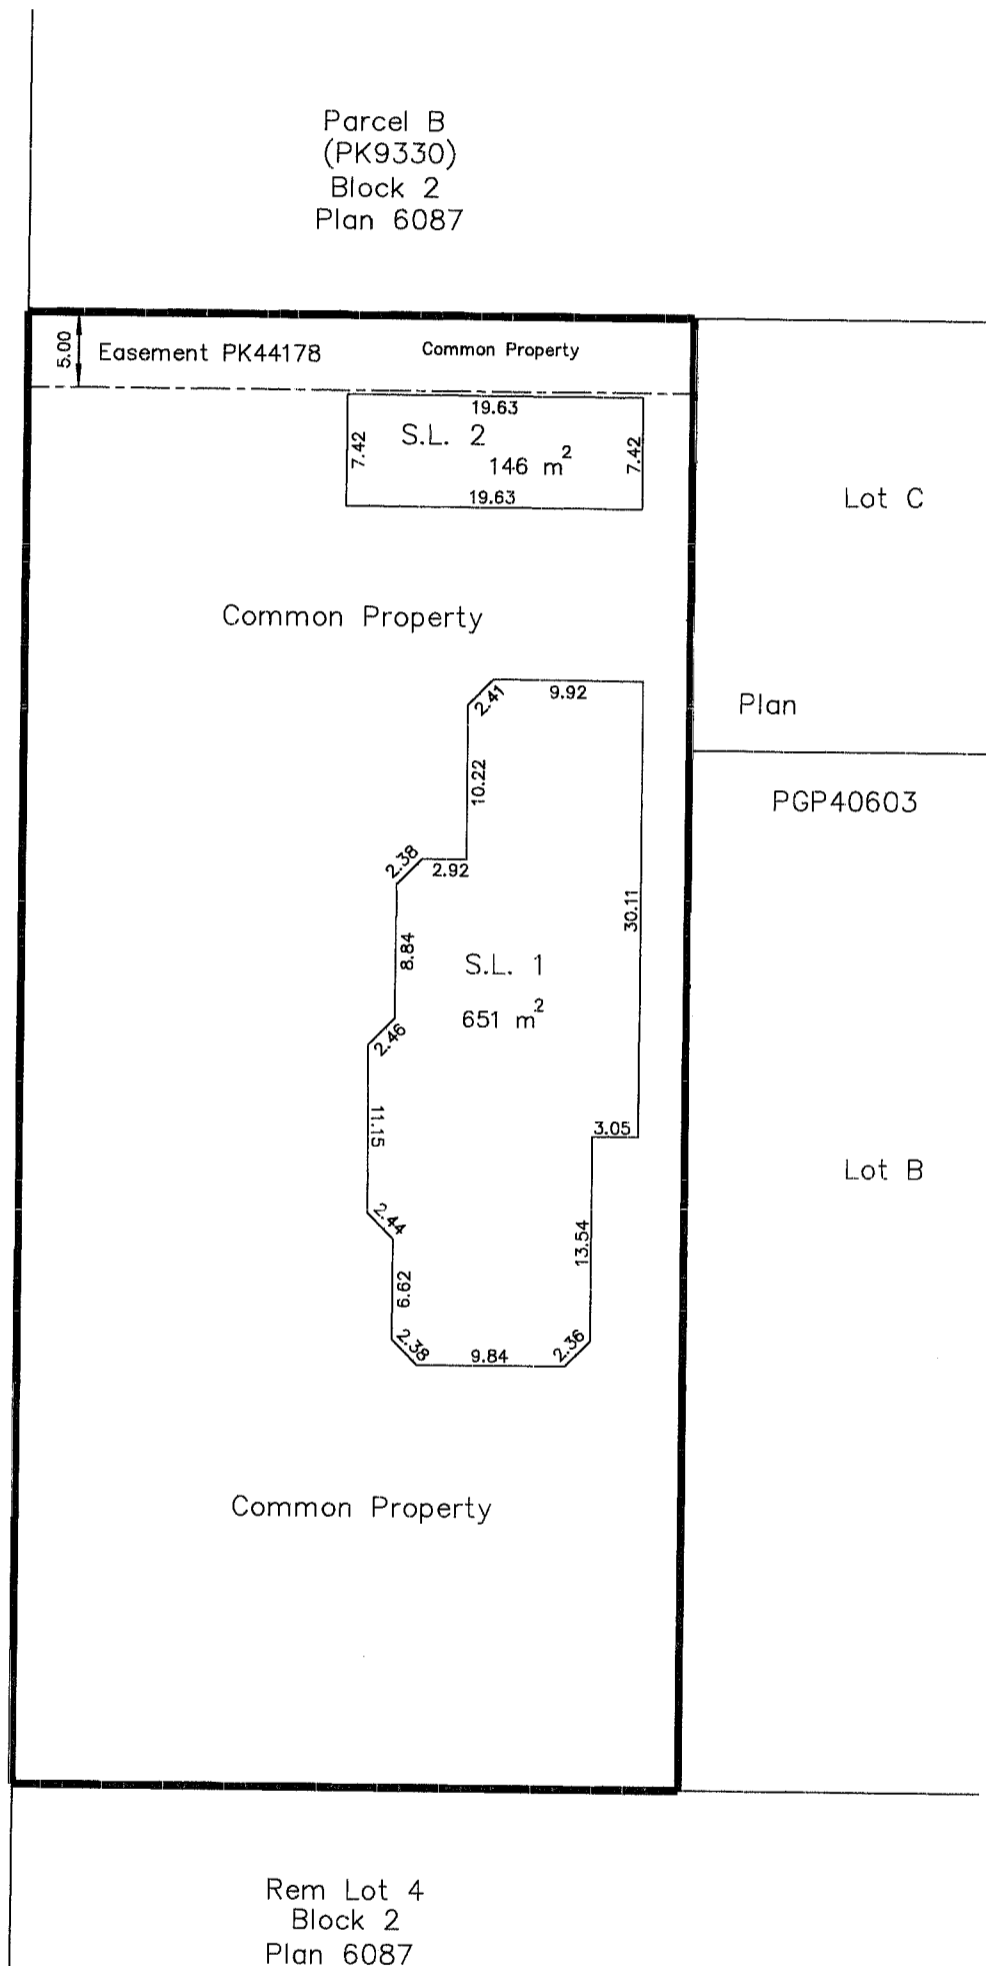 Parcel B
(PK9330)
Block 2
Plan 6087
5.00
Easement PK44178
Common Property
19.63
7.42
S.L. 2
146 m²
7.42
19.63
Lot C
Common Property
2.41
9.92
Plan
10.22
PGP40603
2.38
2.92
30.11
8.84
S.L. 1
651 m²
2.46
11.15
3.05
Lot B
2.44
13.54
6.62
2.38
9.84
2.36
Common Property
Rem Lot 4
Block 2
Plan 6087